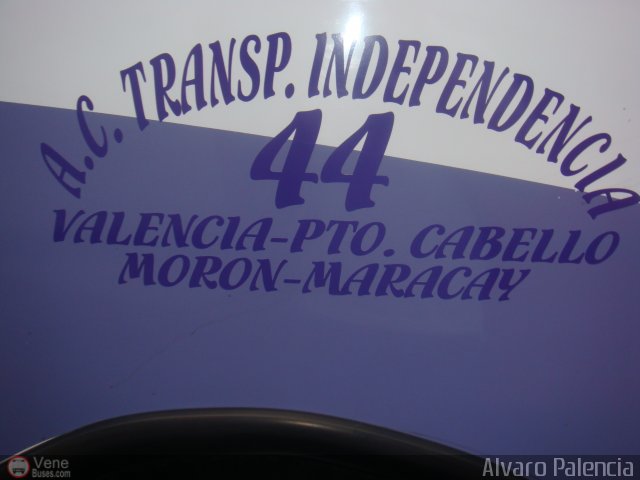 A.C. TRANSP. INDEPENDENCIA
44
VALENCIA-PTO. CABELLO
MORON-MARACAY
Vene
Buses.com
Alvaro Palencia